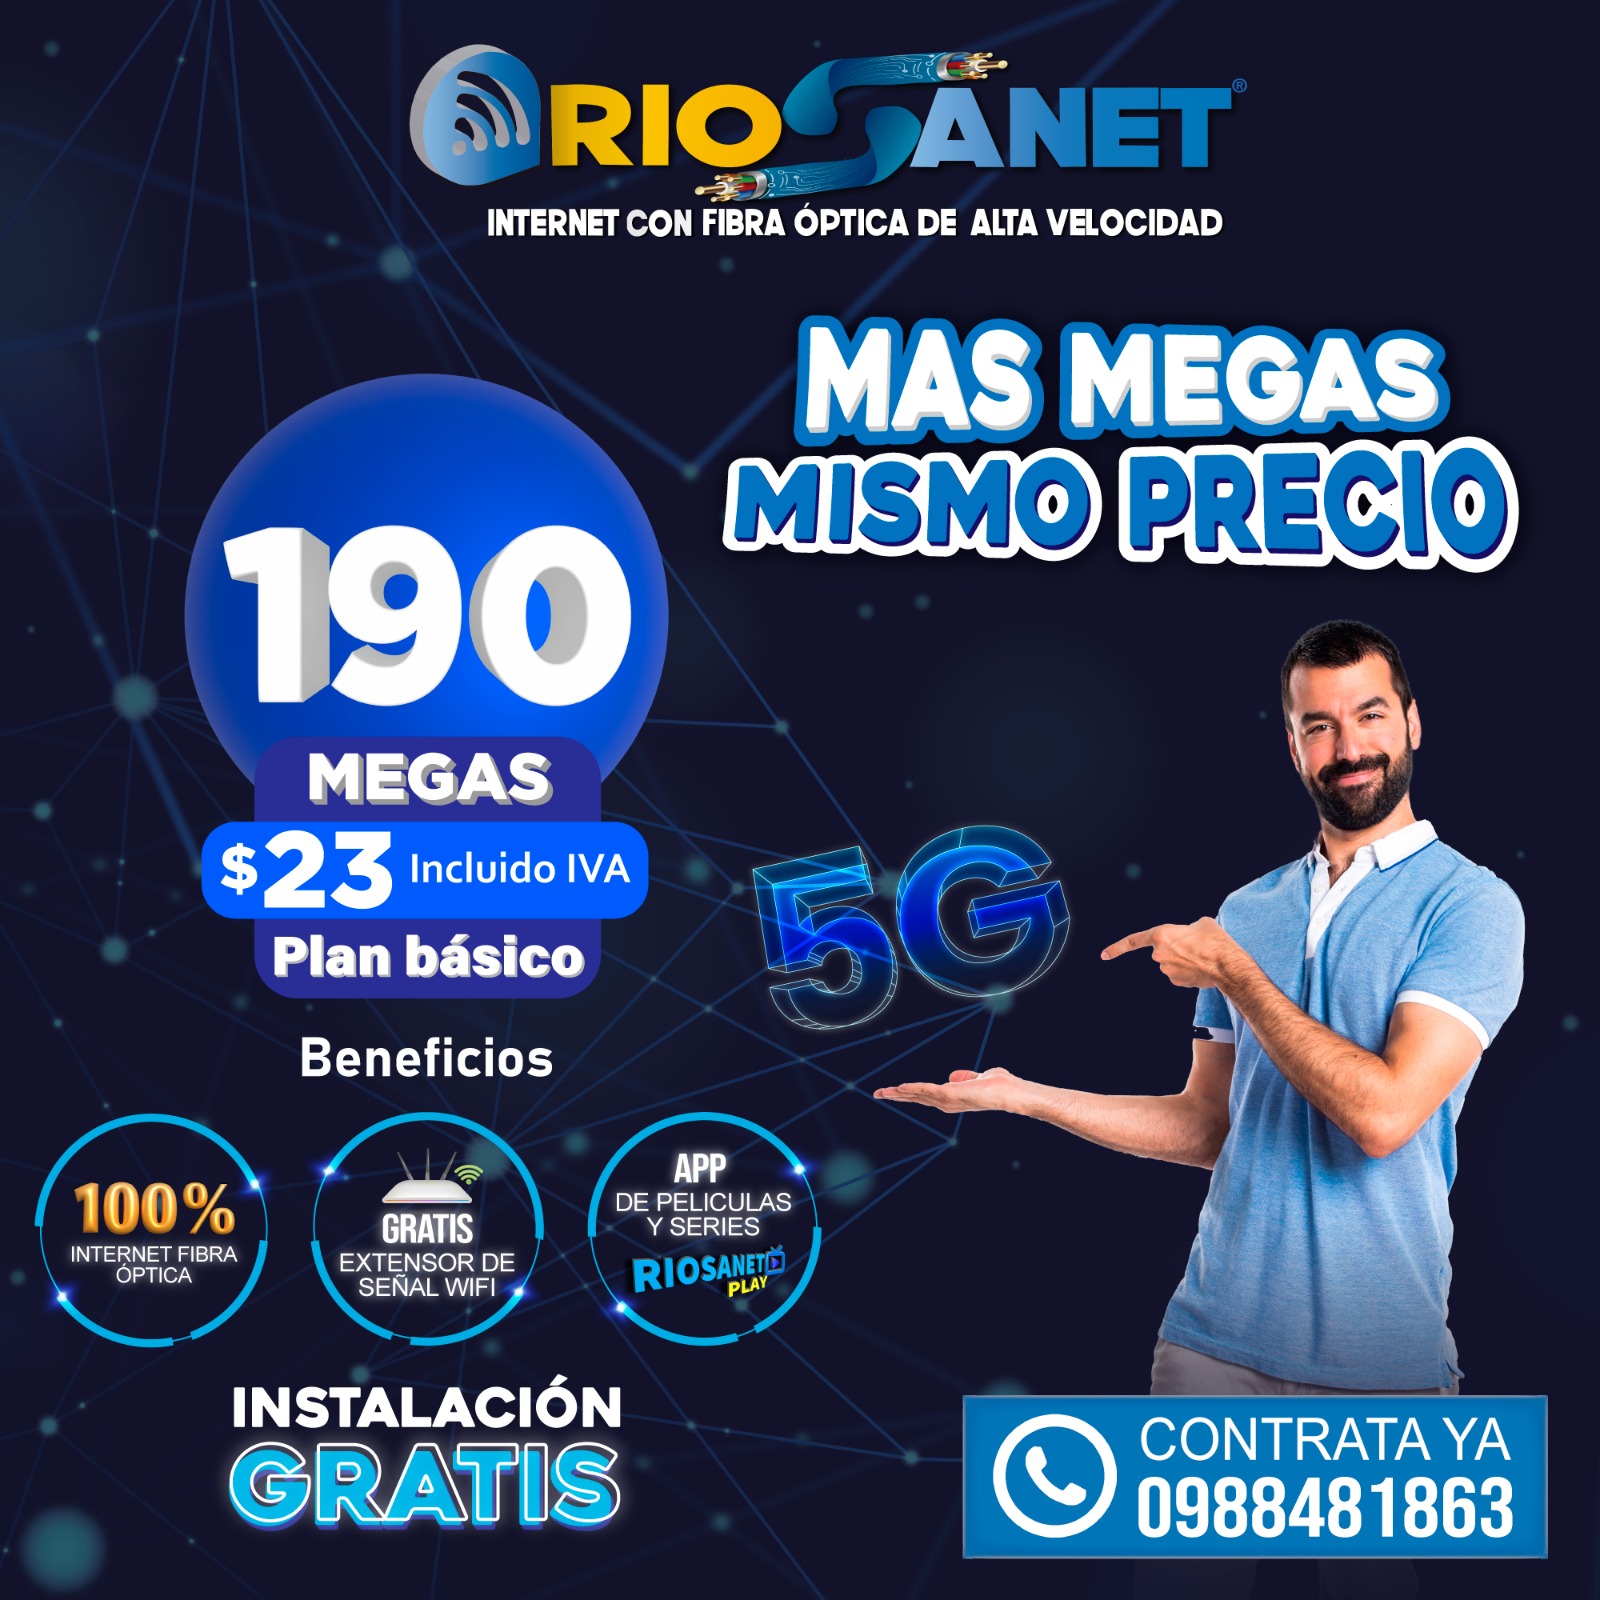 RIOSANET®
INTERNET CON FIBRA ÓPTICA DE ALTA VELOCIDAD
MAS MEGAS
MISMO PRECIO
190
MEGAS
$23 Incluido IVA
Plan básico
5G
Beneficios
100%
INTERNET FIBRA
ÓPTICA
GRATIS
EXTENSOR DE
SEÑAL WIFI
APP
DE PELICULAS
Y SERIES
RIOSANET
PLAY
INSTALACIÓN
GRATIS
CONTRATA YA
0988481863